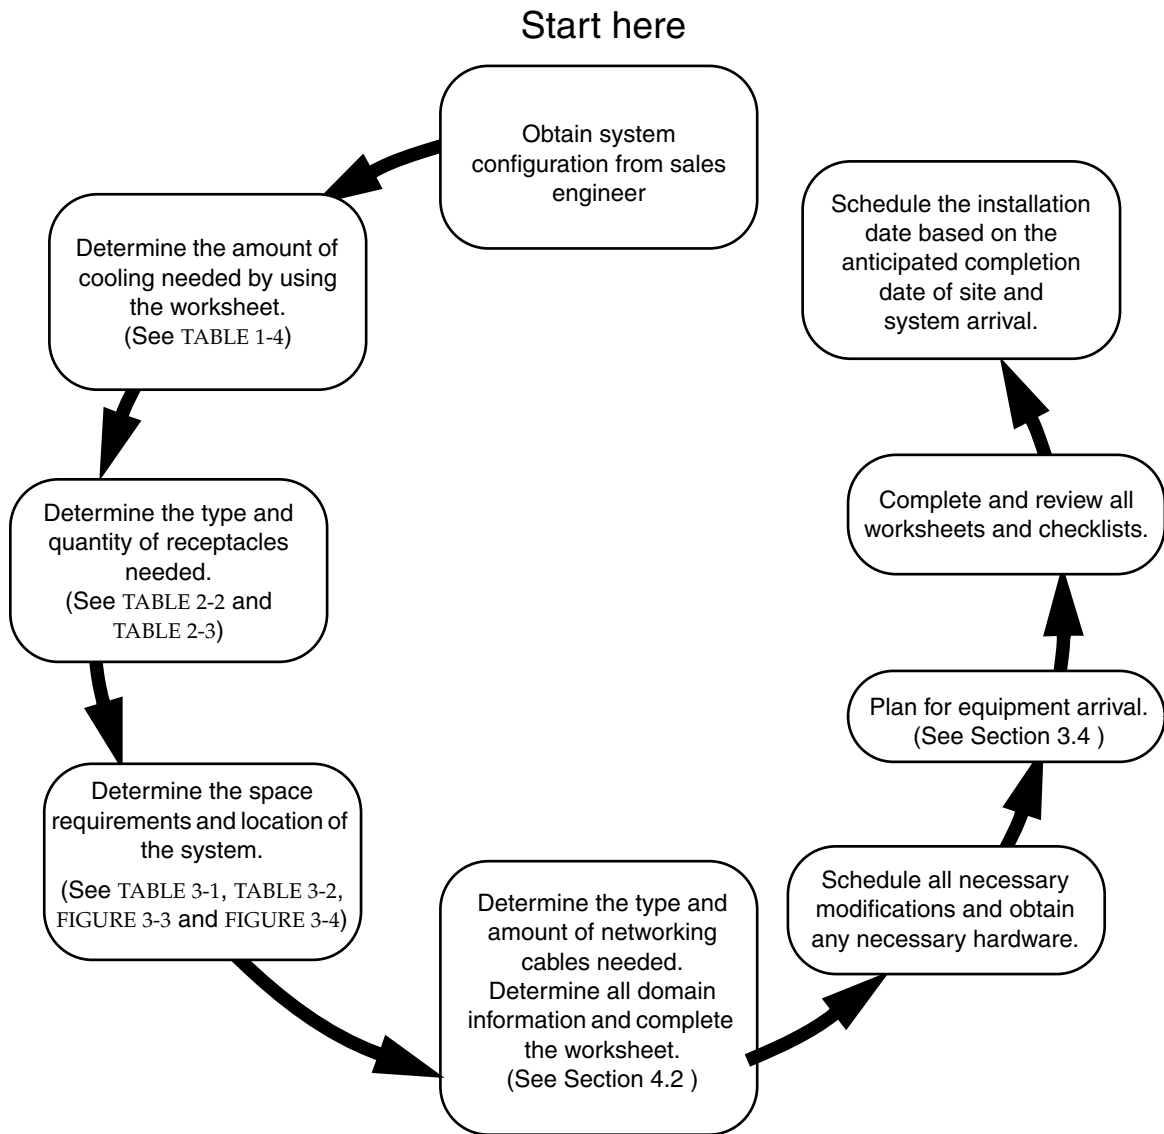 Start here
Obtain system
configuration from sales
engineer
Determine the amount of
cooling needed by using
the worksheet.
(See TABLE 1-4)
Determine the type and
quantity of receptacles
needed.
(See TABLE 2-2 and
TABLE 2-3)
Determine the space
requirements and location of
the system.
(See TABLE 3-1, TABLE 3-2,
FIGURE 3-3 and FIGURE 3-4)
Determine the type and
amount of networking
cables needed.
Determine all domain
information and complete
the worksheet.
(See Section 4.2 )
Schedule all necessary
modifications and obtain
any necessary hardware.
Plan for equipment arrival.
(See Section 3.4 )
Complete and review all
worksheets and checklists.
Schedule the installation
date based on the
anticipated completion
date of site and
system arrival.